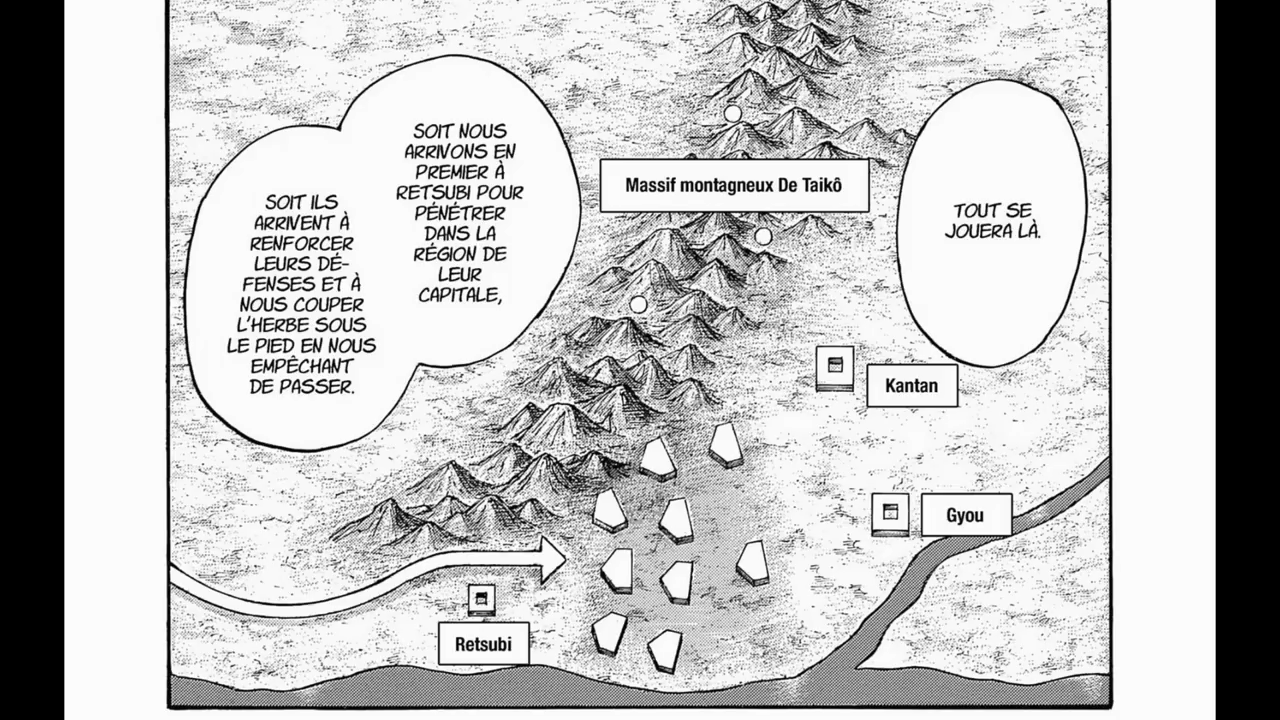 TOUT SE
JOUERA LÀ.
SOIT NOUS
ARRIVONS EN
PREMIER À
RETSUBI POUR
PÉNÉTRER
DANS LA
RÉGION DE
LEUR
CAPITALE,
SOIT ILS
ARRIVENT À
RENFORCER
LEURS DÉ-
FENSES ET À
NOUS COUPER
L'HERBE SOUS
LE PIED EN NOUS
EMPÊCHANT
DE PASSER.
Massif montagneux De Taikô
Kantan
Gyou
Retsubi